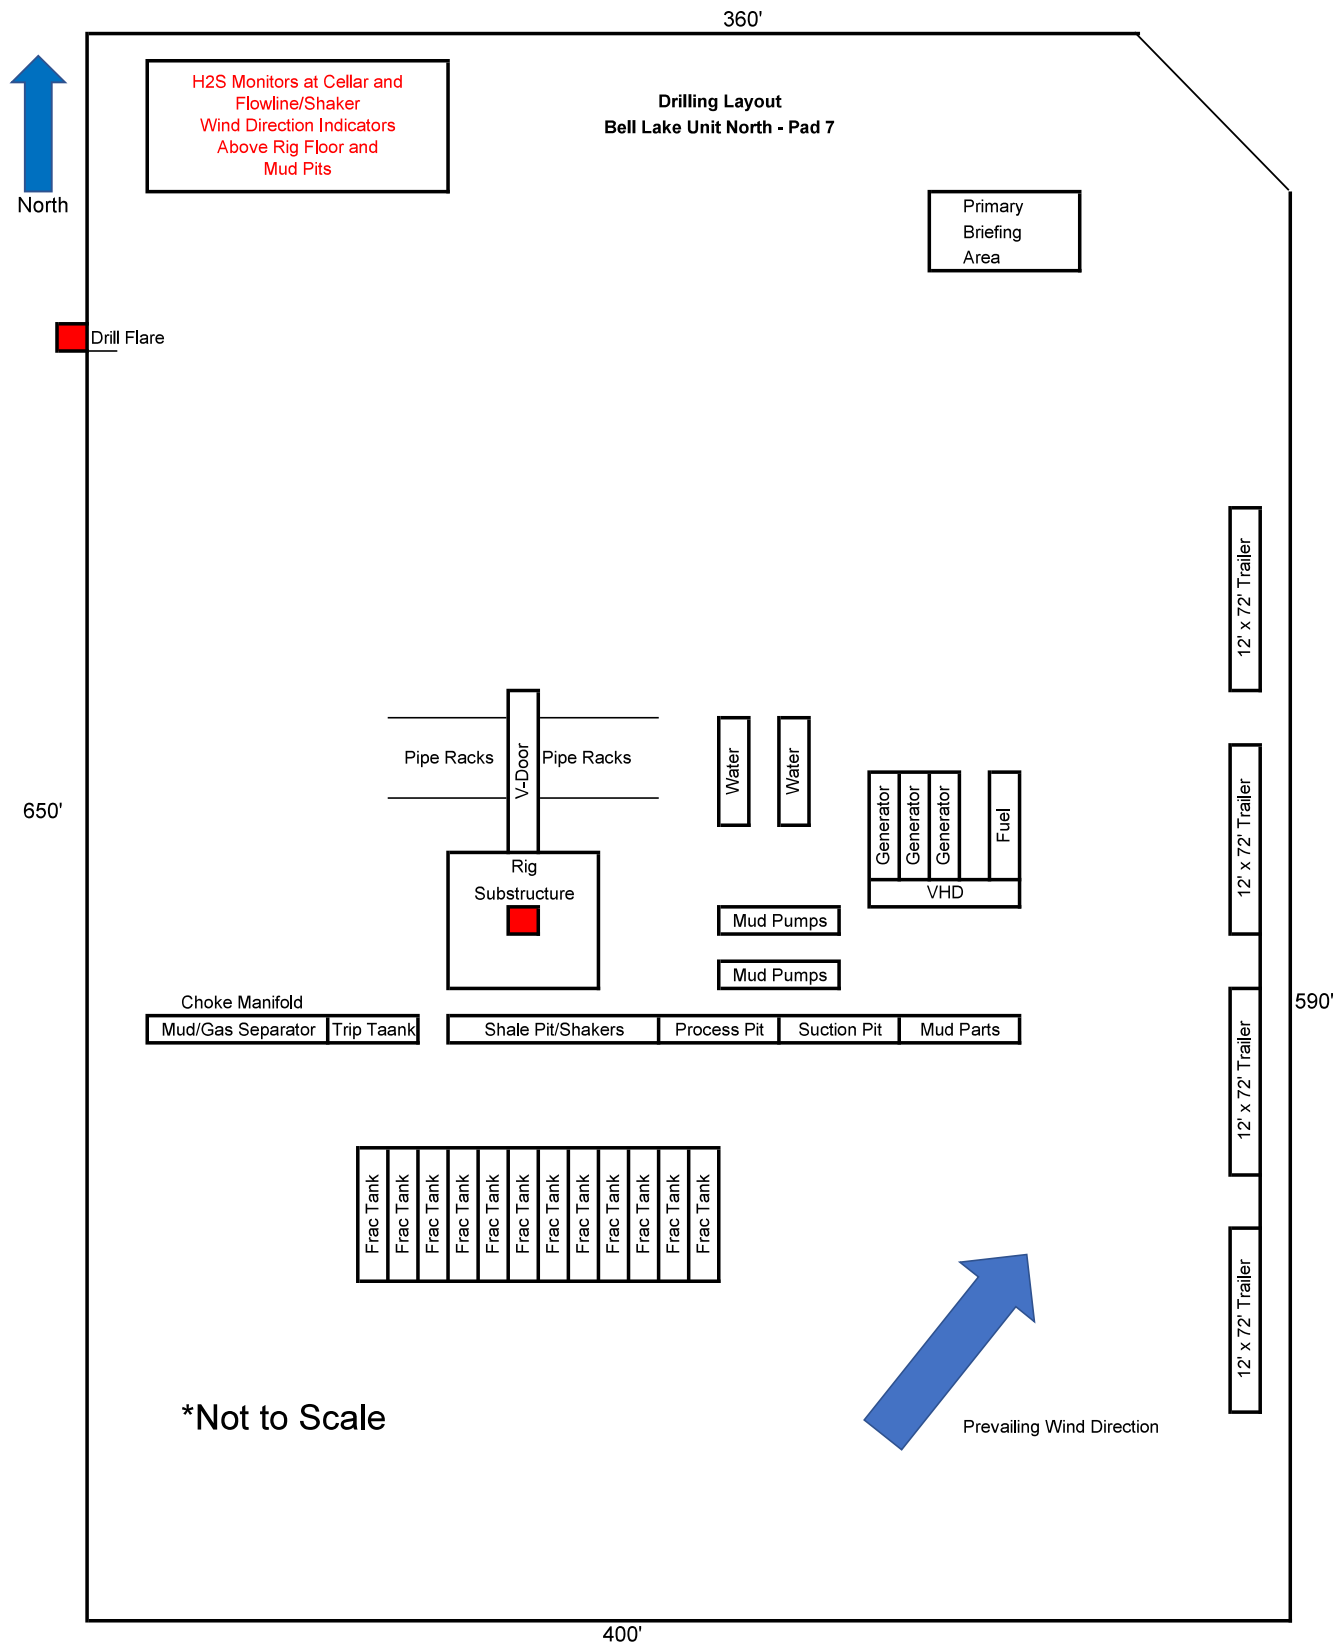 360'
H2S Monitors at Cellar and
Flowline/Shaker
Wind Direction Indicators
Above Rig Floor and
Mud Pits
Drilling Layout
Bell Lake Unit North - Pad 7
North
Primary
Briefing
Area
Drill Flare
12' x 72' Trailer
Pipe Racks
V-Door
Pipe Racks
Water
Water
650'
Generator
Generator
Generator
Fuel
12' x 72' Trailer
Rig
Substructure
VHD
Mud Pumps
Mud Pumps
Choke Manifold
590'
Mud/Gas Separator
Trip Taank
Shale Pit/Shakers
Process Pit
Suction Pit
Mud Parts
12' x 72' Trailer
Frac Tank
Frac Tank
Frac Tank
Frac Tank
Frac Tank
Frac Tank
Frac Tank
Frac Tank
Frac Tank
Frac Tank
Frac Tank
Frac Tank
12' x 72' Trailer
*Not to Scale
Prevailing Wind Direction
400'